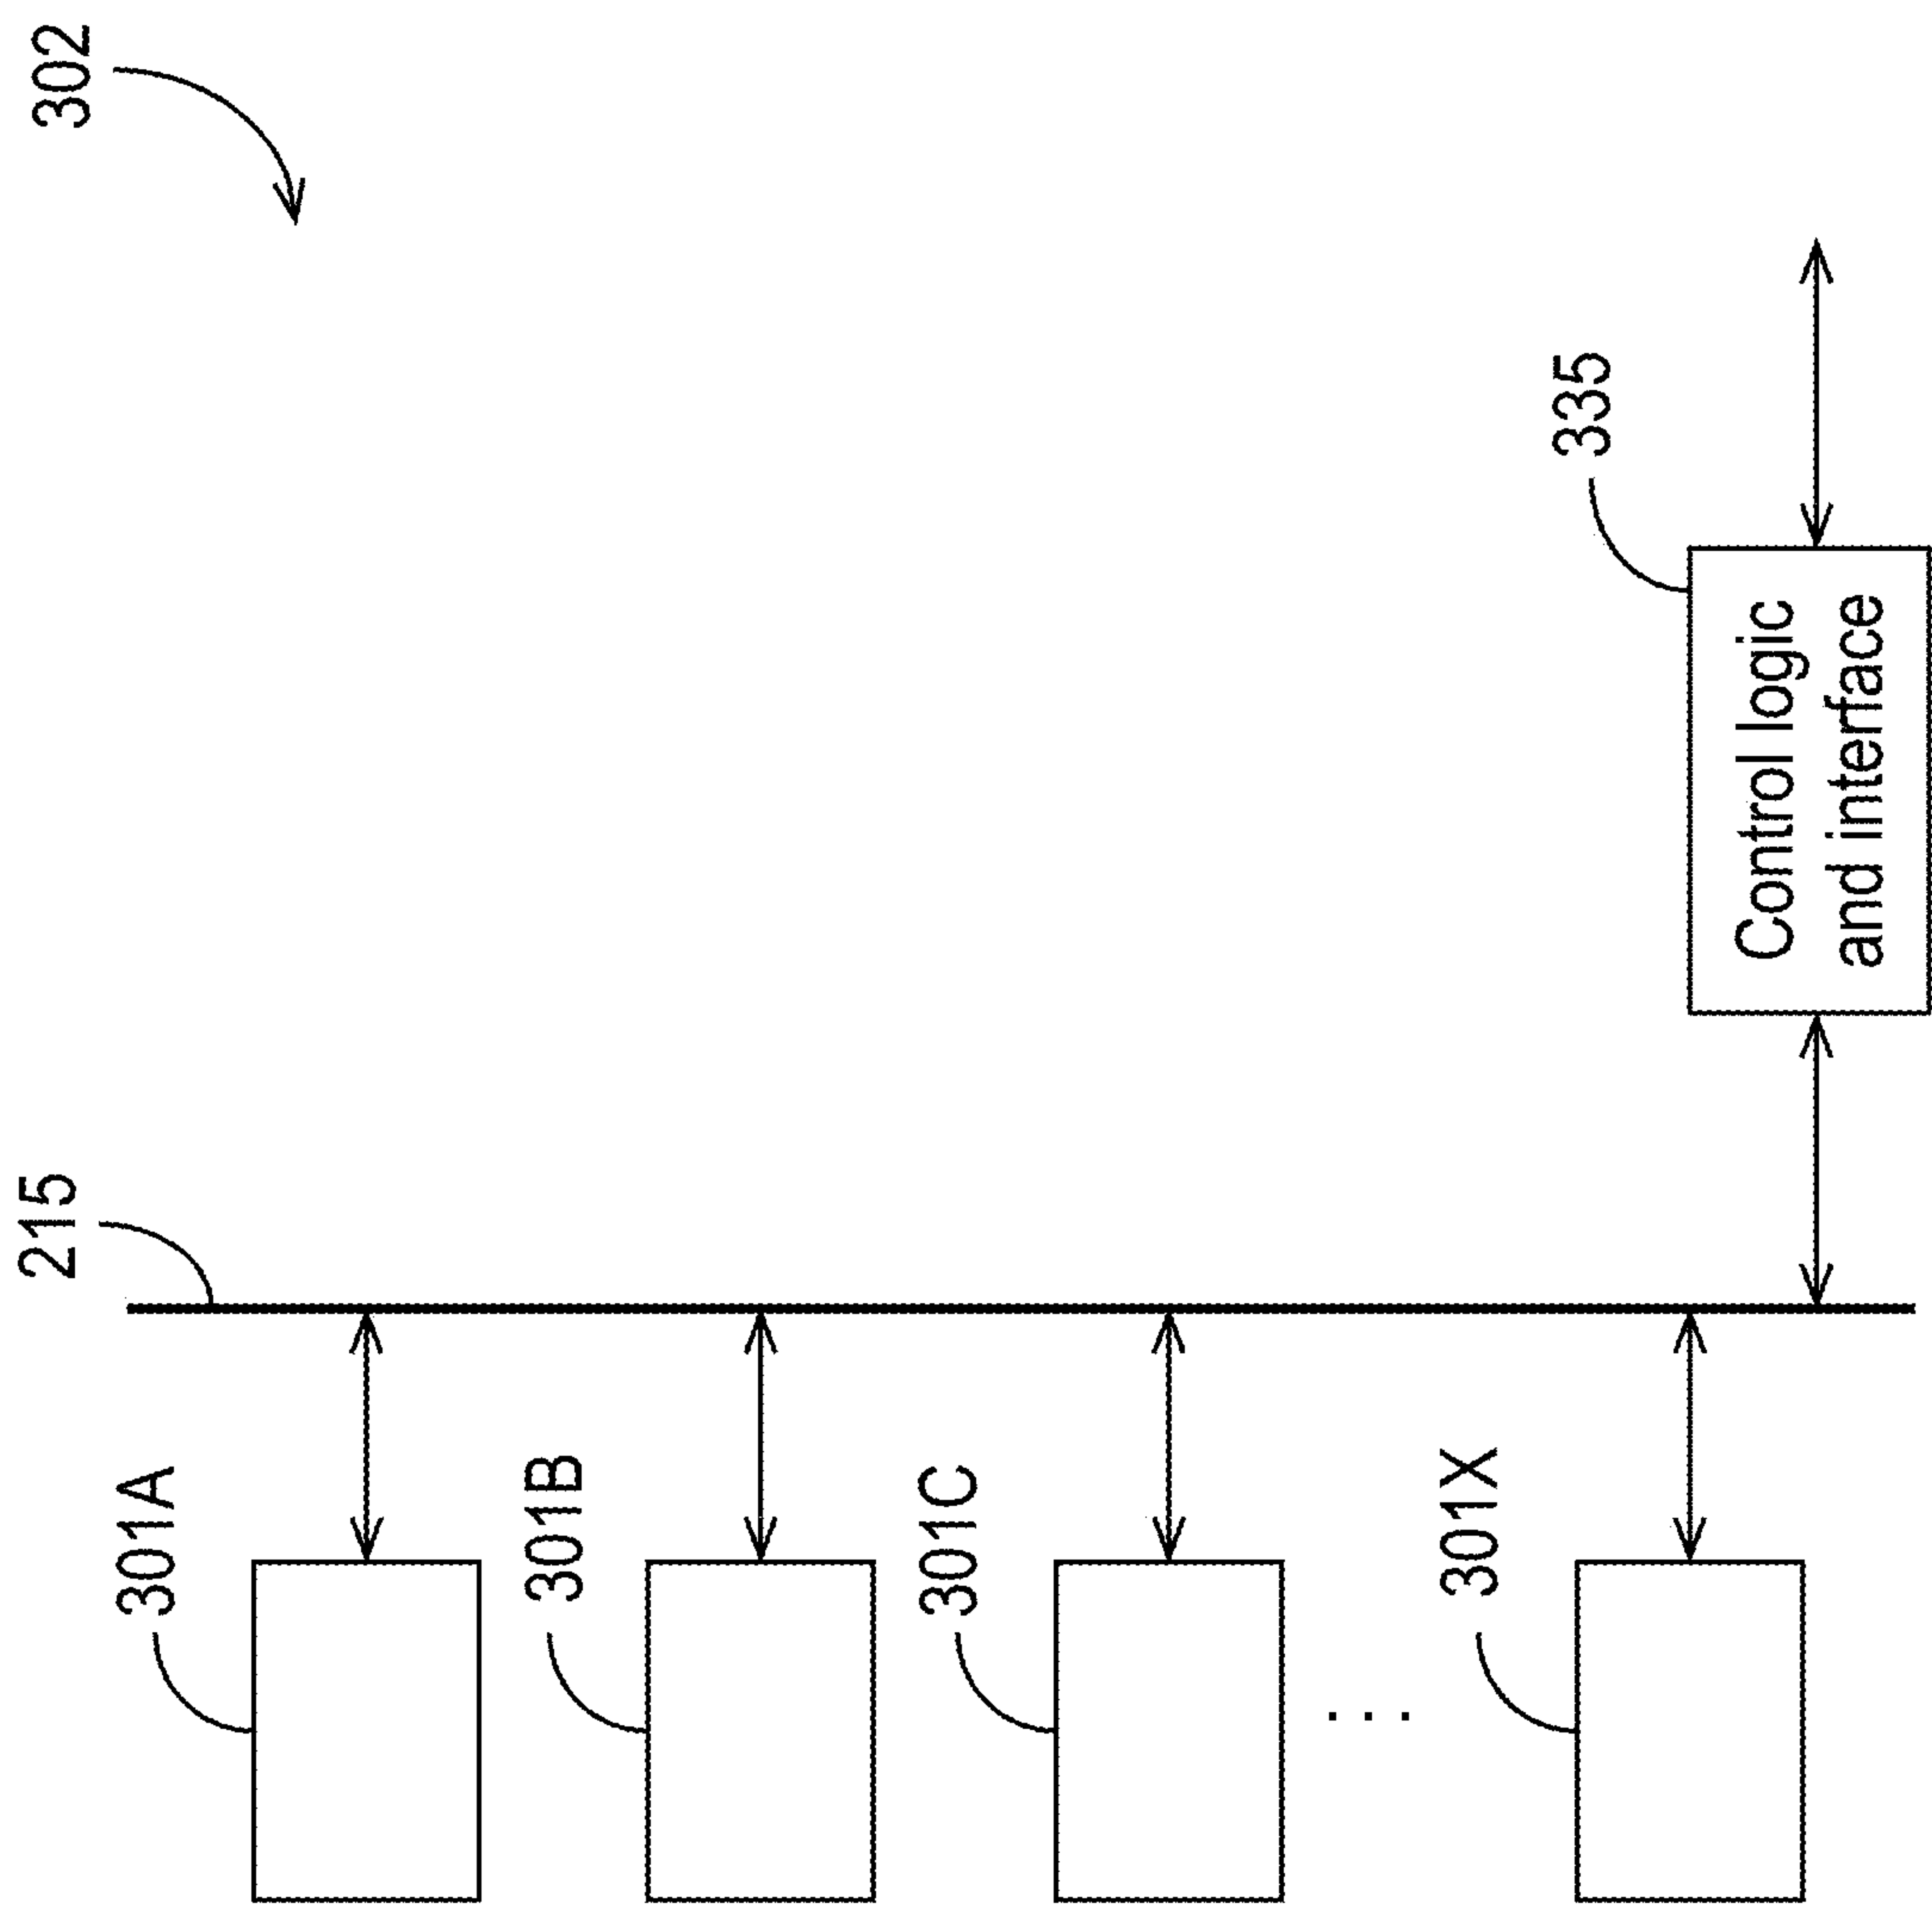 302
215
301A
301B
301C
301X
. . .
335
Control logic
and interface